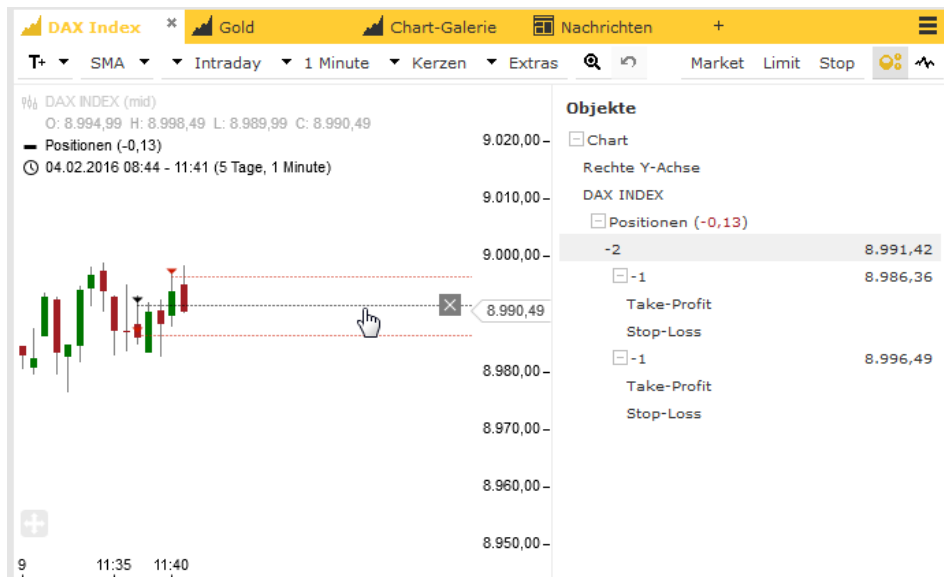 DAX Index × Gold Chart-Galerie Nachrichten +
T+ SMA Intraday 1 Minute Kerzen Extras Market Limit Stop
DAX INDEX (mid)
O: 8.994,99 H: 8.998,49 L: 8.989,99 C: 8.990,49
Positionen (-0,13)
04.02.2016 08:44 - 11:41 (5 Tage, 1 Minute)
9.020,00
9.010,00
9.000,00
8.990,49
8.980,00
8.970,00
8.960,00
8.950,00
9 11:35 11:40
Objekte
Chart
Rechte Y-Achse
DAX INDEX
Positionen (-0,13)
-2 8.991,42
-1 8.986,36
Take-Profit
Stop-Loss
-1 8.996,49
Take-Profit
Stop-Loss